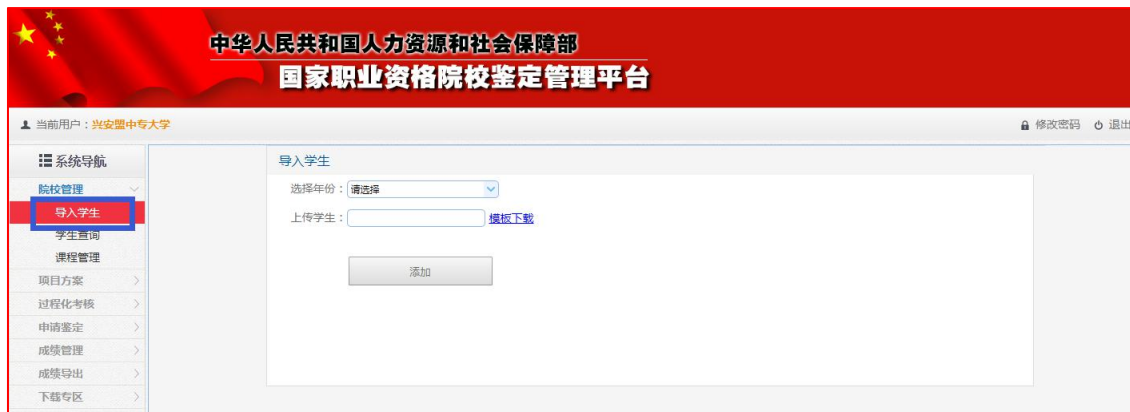 中华人民共和国人力资源和社会保障部
国家职业资格院校鉴定管理平台
当前用户：兴安盟中专大学
修改密码 退出
系统导航
院校管理
导入学生
学生查询
课程管理
项目方案
过程化考核
申请鉴定
成绩管理
成绩导出
下载专区
导入学生
选择年份：请选择
上传学生： 模板下载
添加